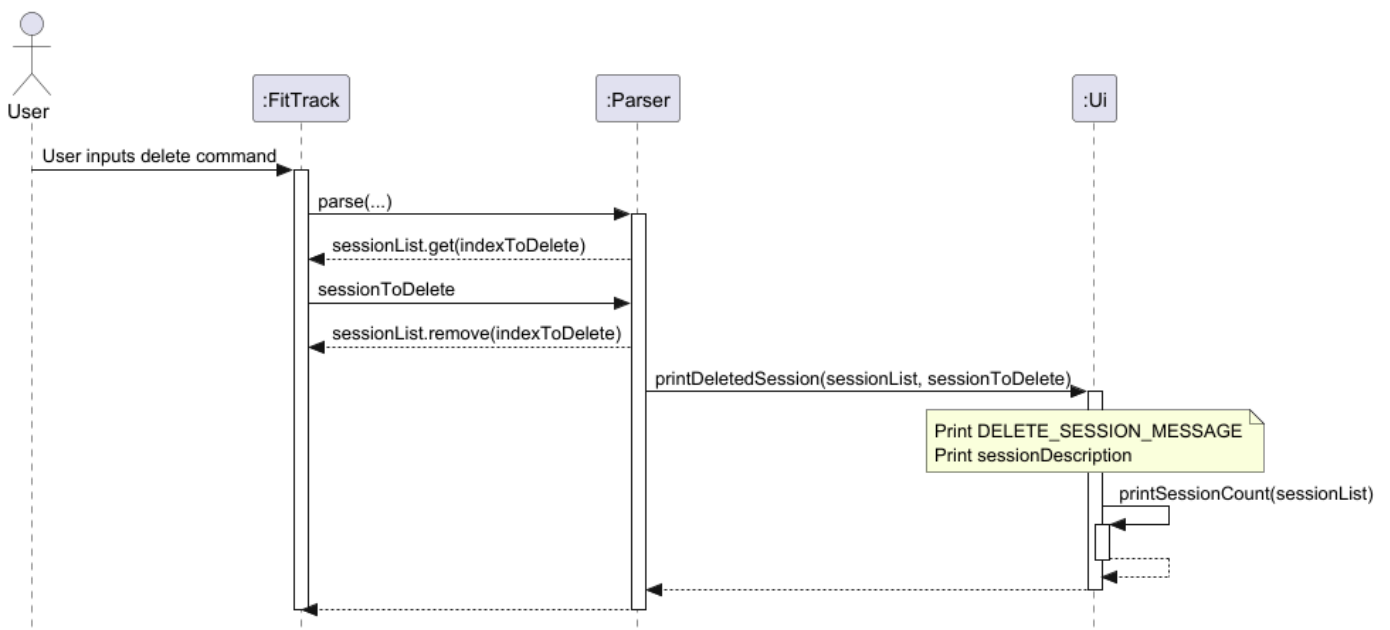 User
:FitTrack
:Parser
:Ui
User inputs delete command
parse(...)
sessionList.get(indexToDelete)
sessionToDelete
sessionList.remove(indexToDelete)
printDeletedSession(sessionList, sessionToDelete)
Print DELETE_SESSION_MESSAGE
Print sessionDescription
printSessionCount(sessionList)